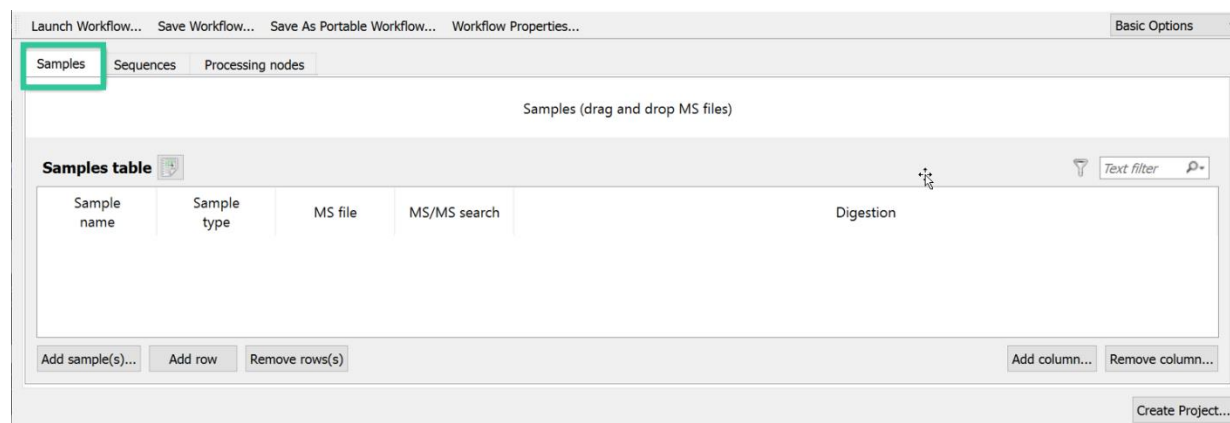 Launch Workflow... Save Workflow... Save As Portable Workflow... Workflow Properties... Basic Options
Samples Sequences Processing nodes
Samples (drag and drop MS files)
Samples table Text filter
Sample name Sample type MS file MS/MS search Digestion
Add sample(s)... Add row Remove rows(s) Add column... Remove column...
Create Project...